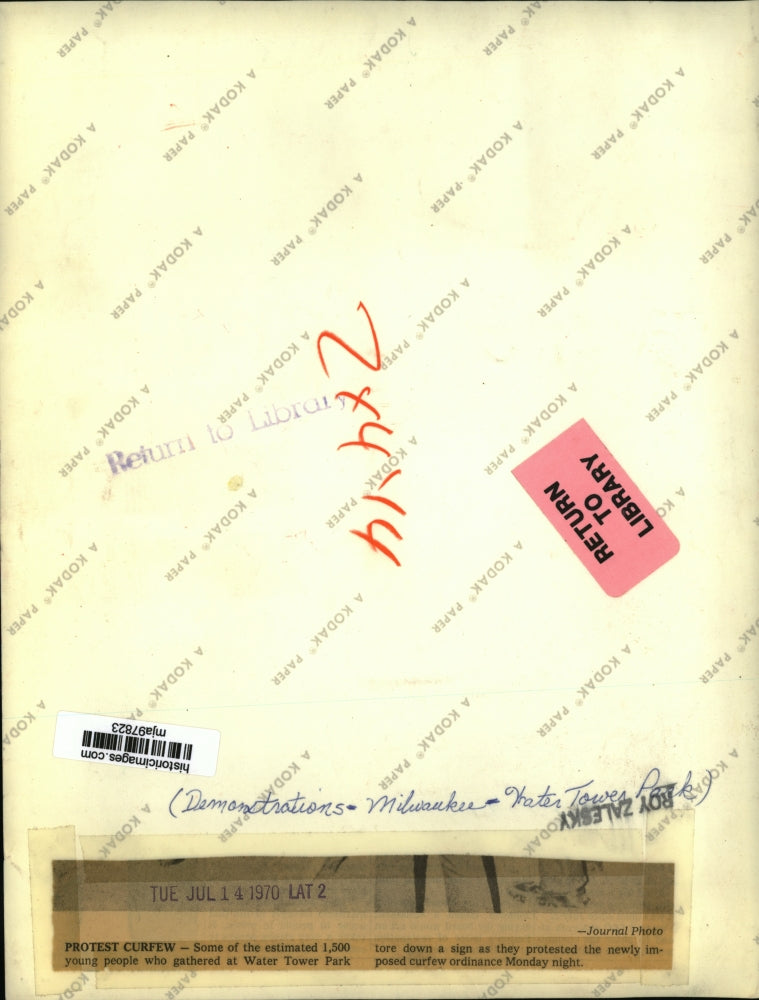 A KODAK® PAPER
Return to Library
RETURN
TO
LIBRARY
historicimages.com
mja97823
(Demonstrations - Milwaukee - Water Tower Park)
ROY ZALESKY
TUE JUL 14 1970 LAT 2
—Journal Photo
PROTEST CURFEW — Some of the estimated 1,500
young people who gathered at Water Tower Park
tore down a sign as they protested the newly im-
posed curfew ordinance Monday night.